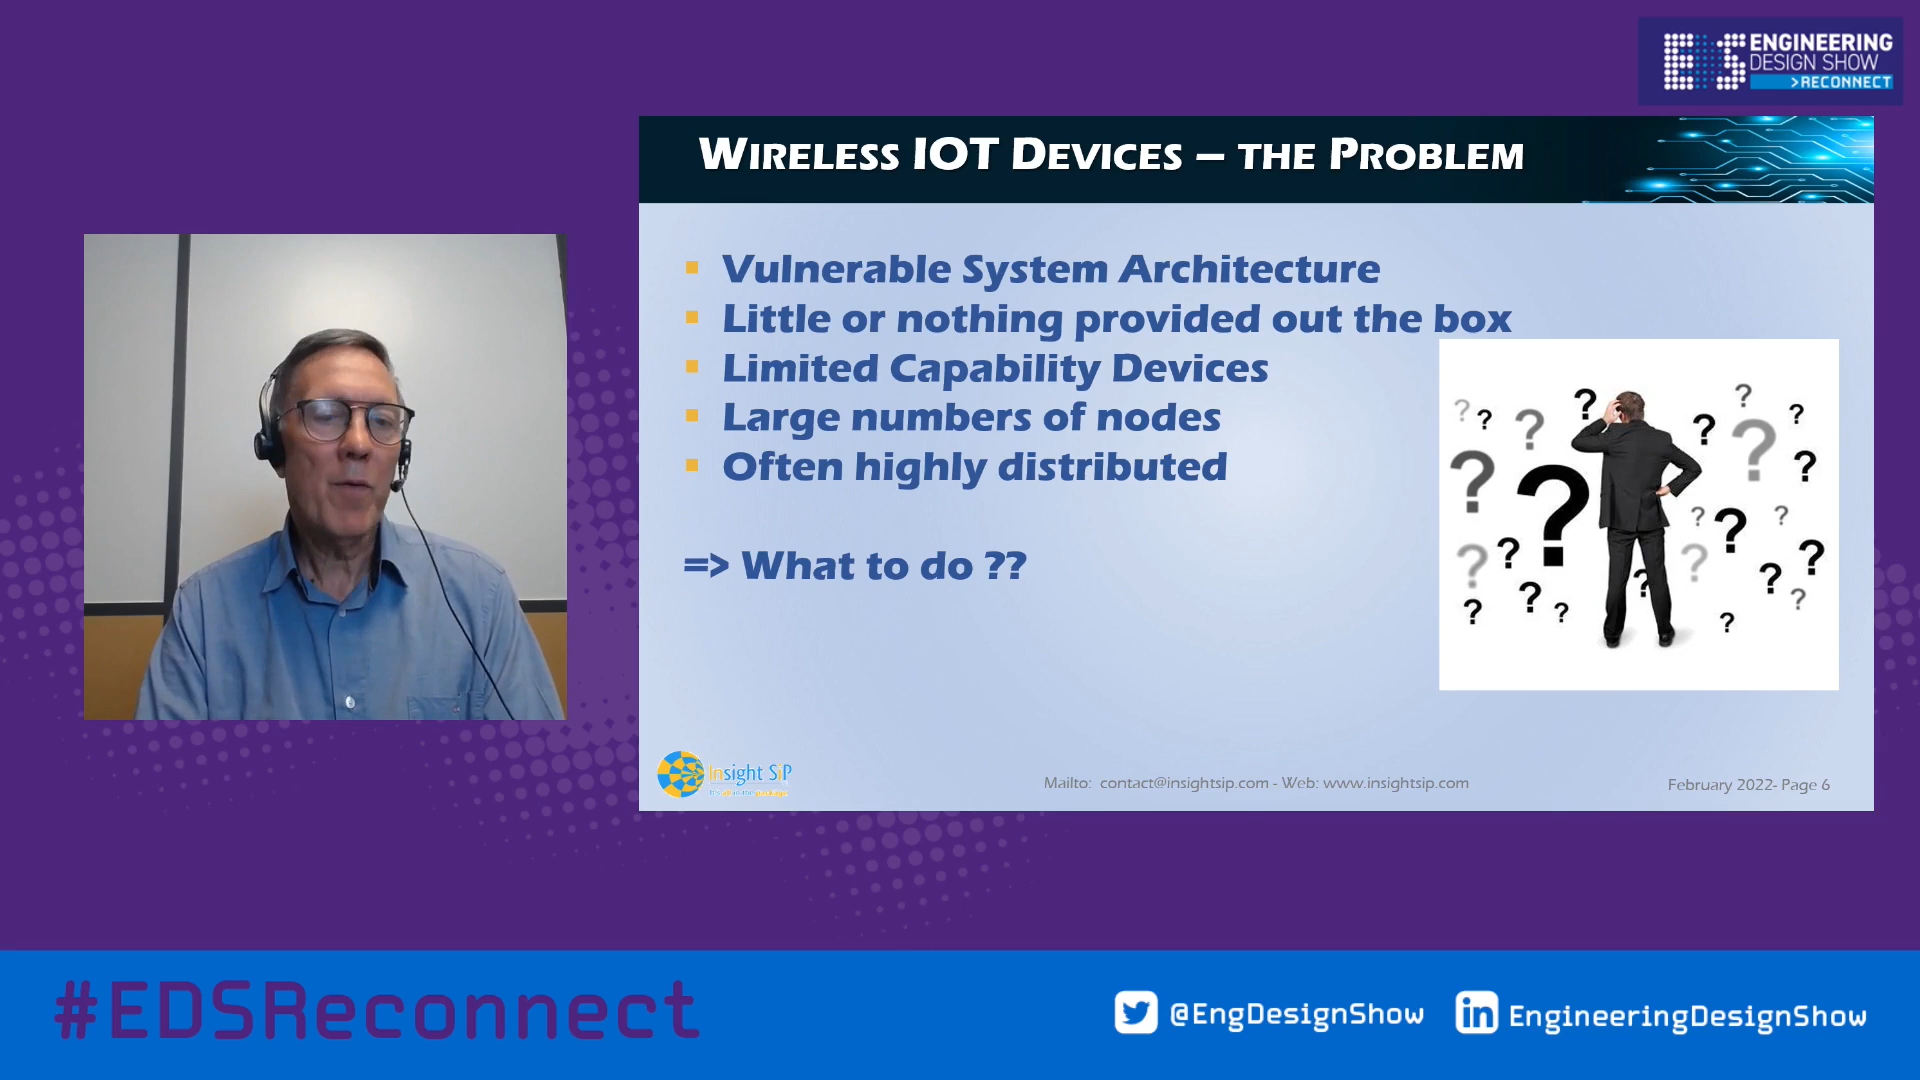 ENGINEERING
DESIGN SHOW
>RECONNECT
WIRELESS IOT DEVICES – THE PROBLEM
Vulnerable System Architecture
Little or nothing provided out the box
Limited Capability Devices
Large numbers of nodes
Often highly distributed
=> What to do ??
Insight SiP
Mailto: contact@insightsip.com - Web: www.insightsip.com
February 2022- Page 6
#EDSReconnect
@EngDesignShow
in EngineeringDesignShow